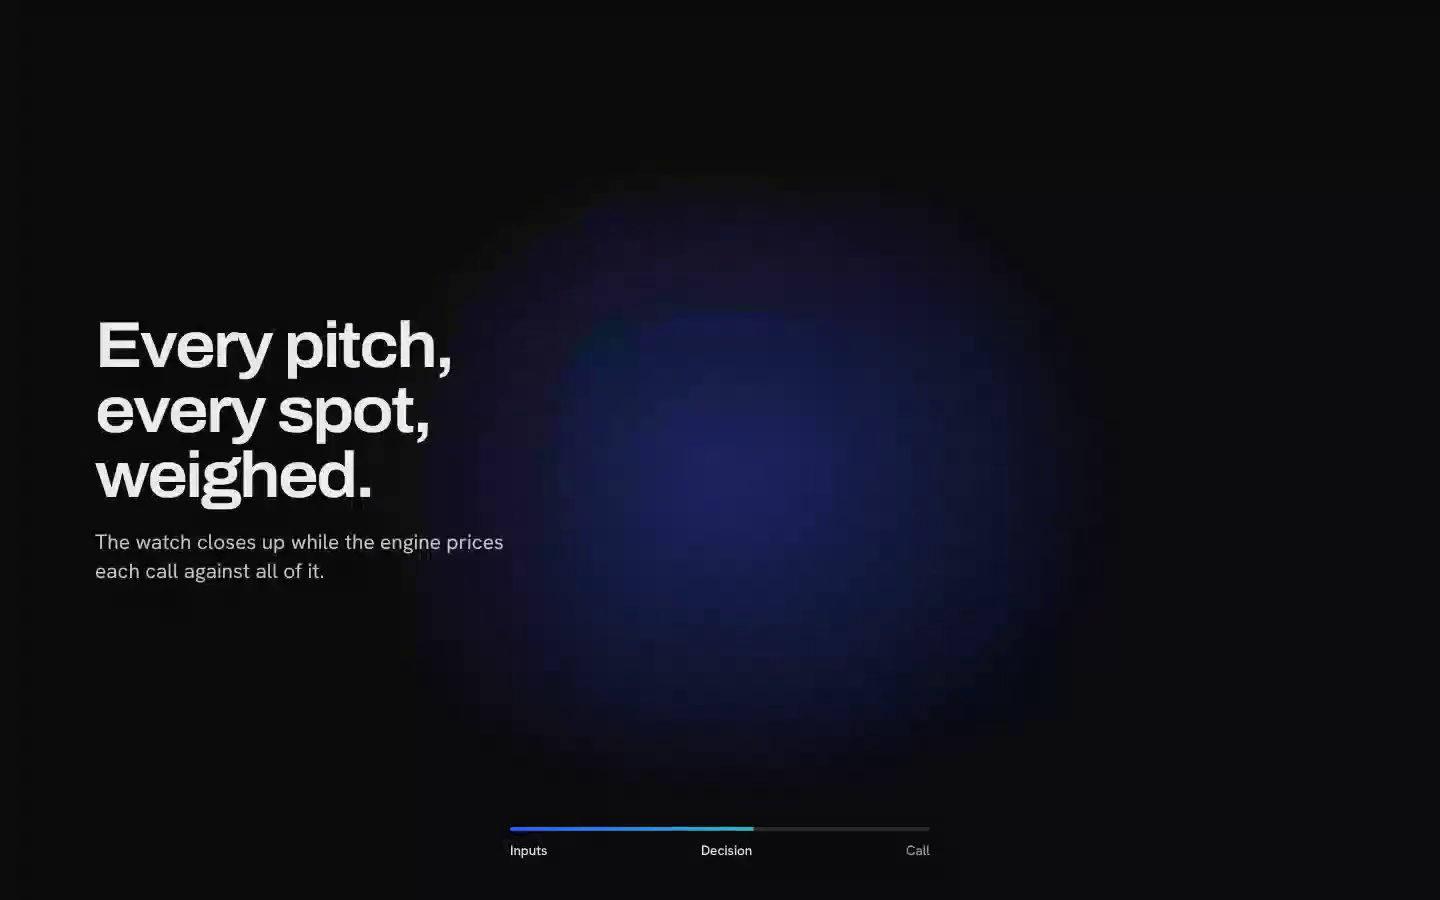 Every pitch,
every spot,
weighed.
The watch closes up while the engine prices
each call against all of it.
Inputs
Decision
Call